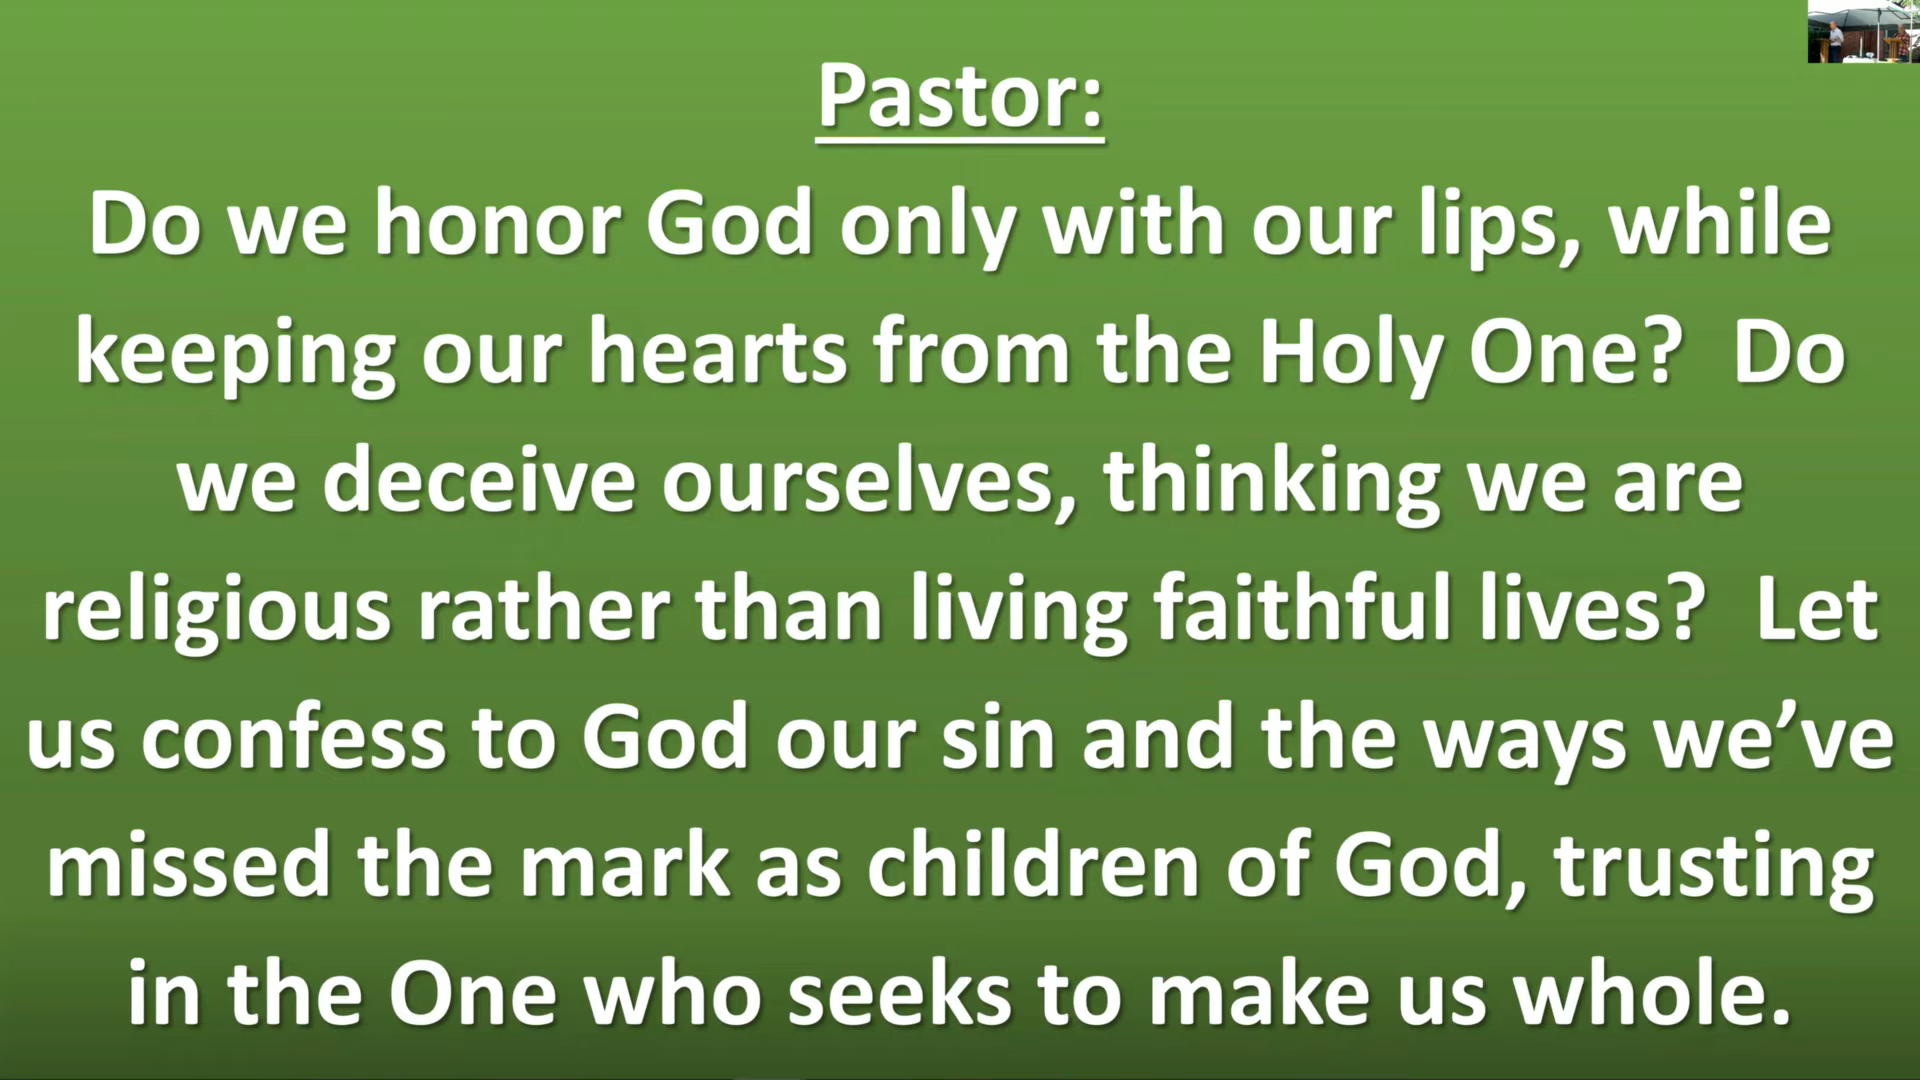 Pastor:
Do we honor God only with our lips, while
keeping our hearts from the Holy One?  Do
we deceive ourselves, thinking we are
religious rather than living faithful lives?  Let
us confess to God our sin and the ways we’ve
missed the mark as children of God, trusting
in the One who seeks to make us whole.